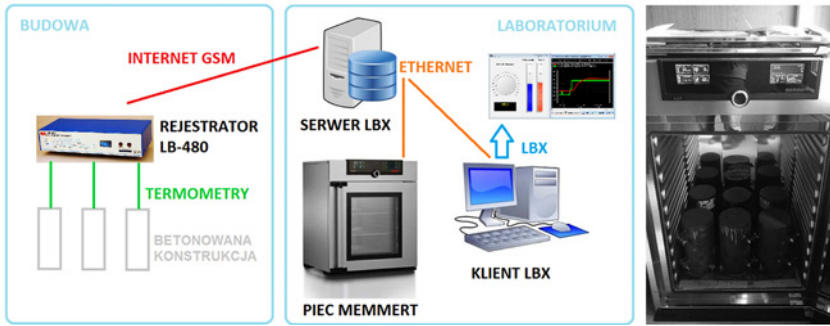 BUDOWA
INTERNET GSM
REJESTRATOR
LB-480
TERMOMETRY
BETONOWANA
KONSTRUKCJA
LABORATORIUM
SERWER LBX
ETHERNET
LBX
PIEC MEMMERT
KLIENT LBX